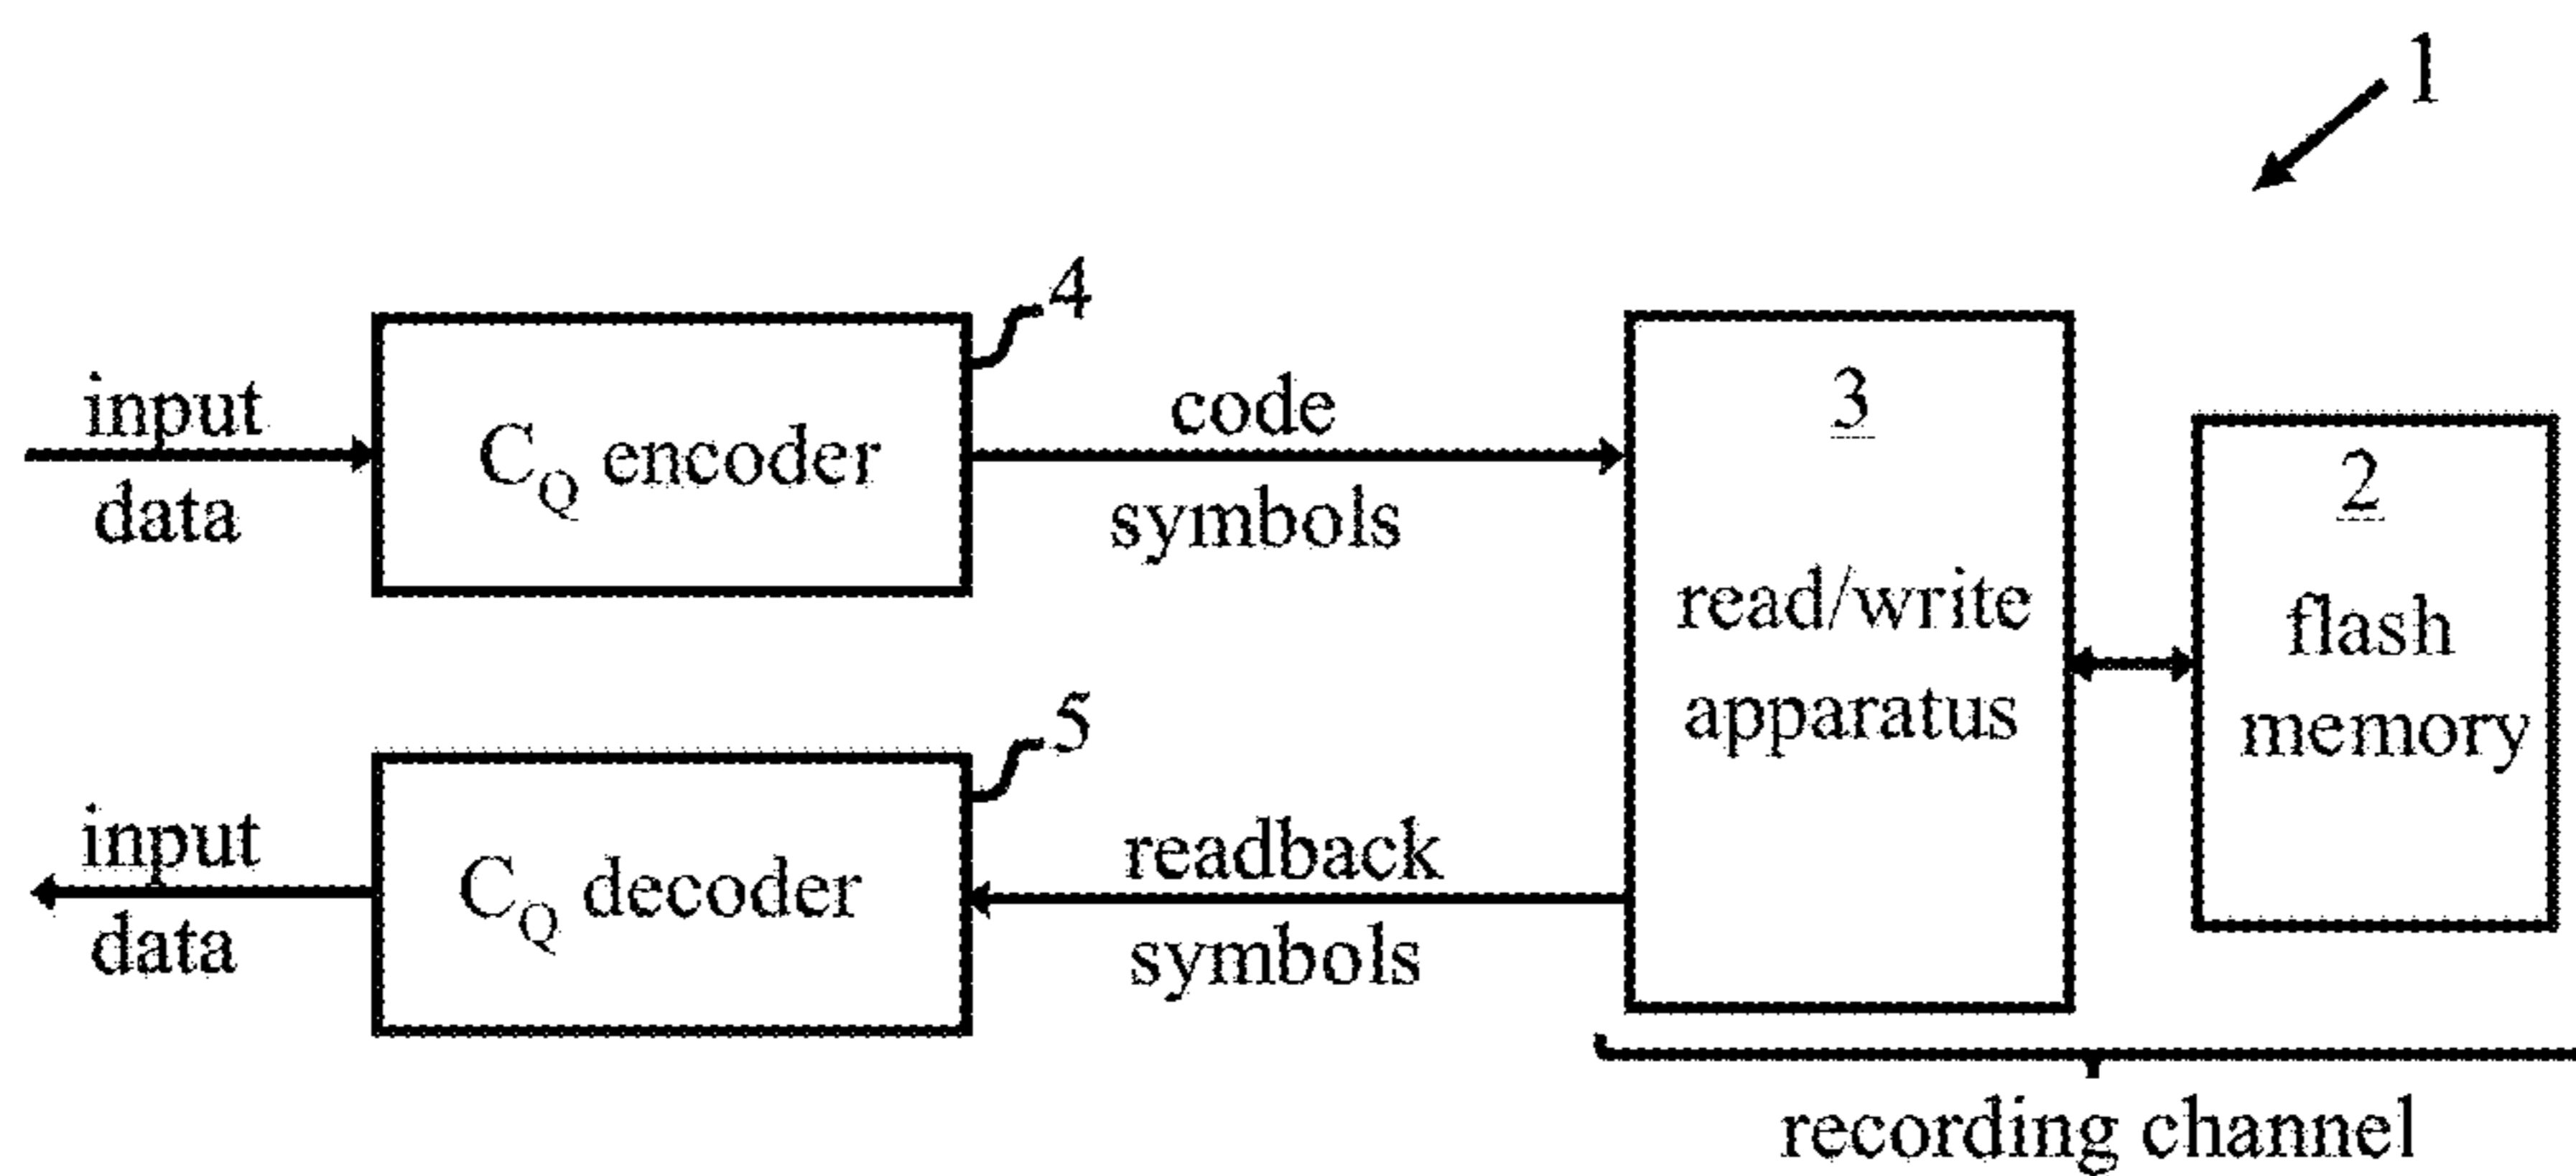 1
4
input
data
C_Q encoder
code
symbols
3
read/write
apparatus
2
flash
memory
5
input
data
C_Q decoder
readback
symbols
recording channel